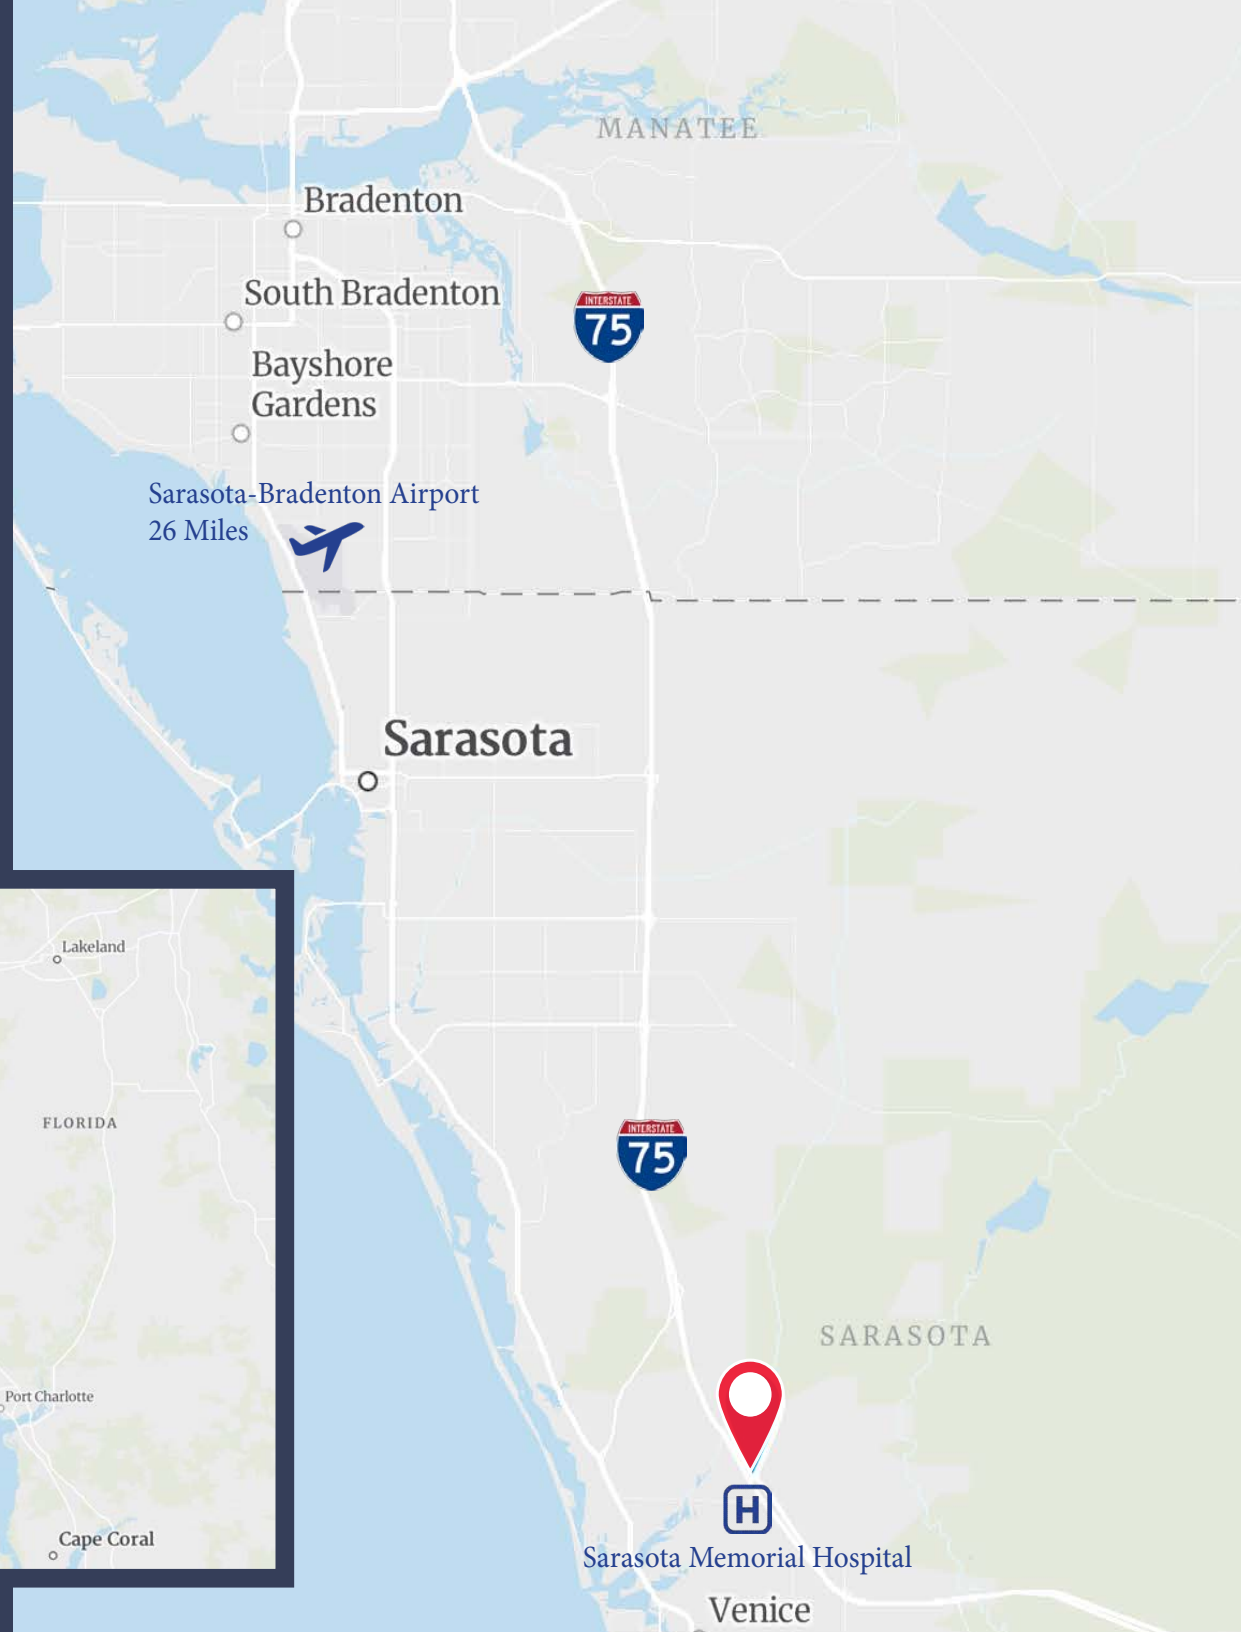 MANATEE
Bradenton
South Bradenton
INTERSTATE
75
Bayshore
Gardens
Sarasota-Bradenton Airport
26 Miles
Sarasota
Lakeland
FLORIDA
INTERSTATE
75
SARASOTA
Port Charlotte
H
Cape Coral
Sarasota Memorial Hospital
Venice